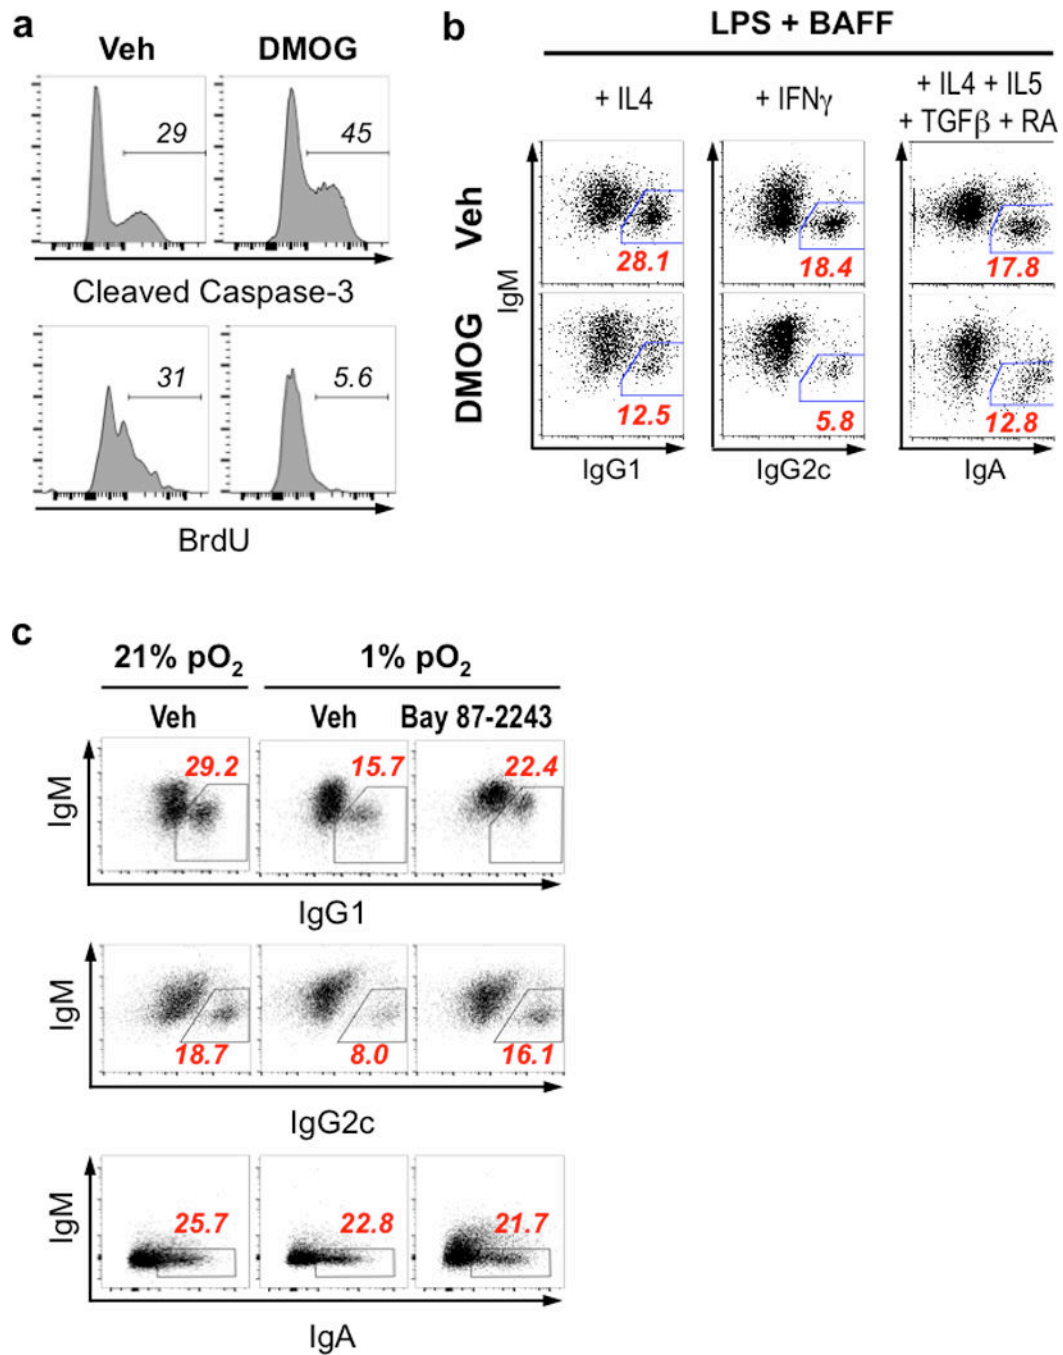 a
Veh DMOG
29 45
Cleaved Caspase-3
31 5.6
BrdU
b
LPS + BAFF
+ IL4 + IFNγ + IL4 + IL5
+ TGFβ + RA
Veh
IgM
28.1 18.4 17.8
DMOG
12.5 5.8 12.8
IgG1 IgG2c IgA
c
21% pO₂ 1% pO₂
Veh Veh Bay 87-2243
IgM
29.2 15.7 22.4
IgG1
IgM
18.7 8.0 16.1
IgG2c
IgM
25.7 22.8 21.7
IgA